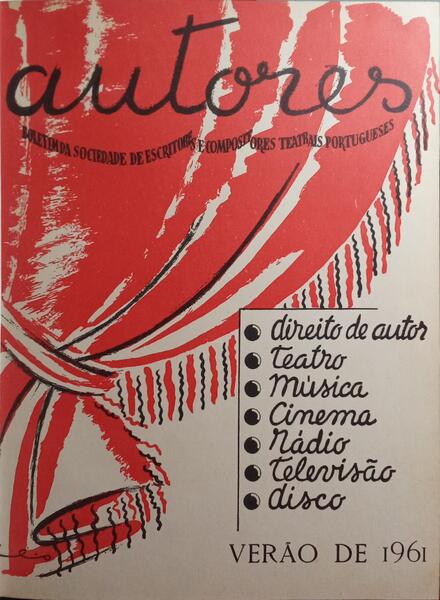 autores
BOLETIM DA SOCIEDADE DE ESCRITORES E COMPOSITORES TEATRAIS PORTUGUESES
direito de autor
Teatro
Música
Cinema
Rádio
Televisão
disco
VERÃO DE 1961